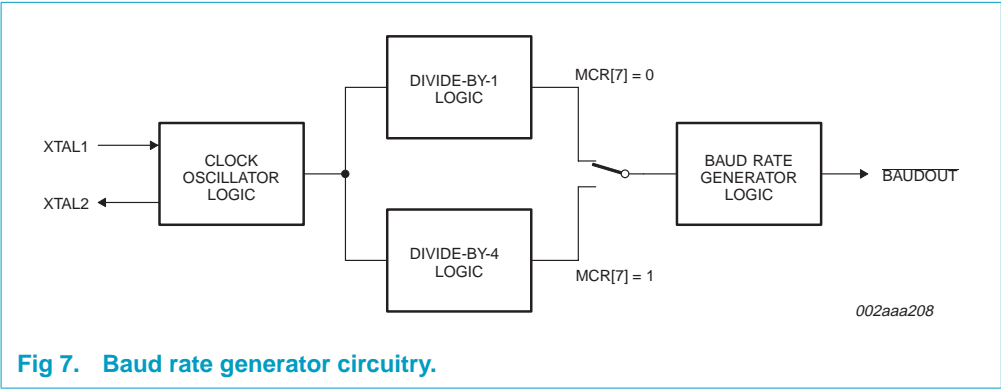 DIVIDE-BY-1
LOGIC
MCR[7] = 0
XTAL1
XTAL2
CLOCK
OSCILLATOR
LOGIC
BAUD RATE
GENERATOR
LOGIC
BAUDOUT
DIVIDE-BY-4
LOGIC
MCR[7] = 1
002aaa208
Fig 7. Baud rate generator circuitry.